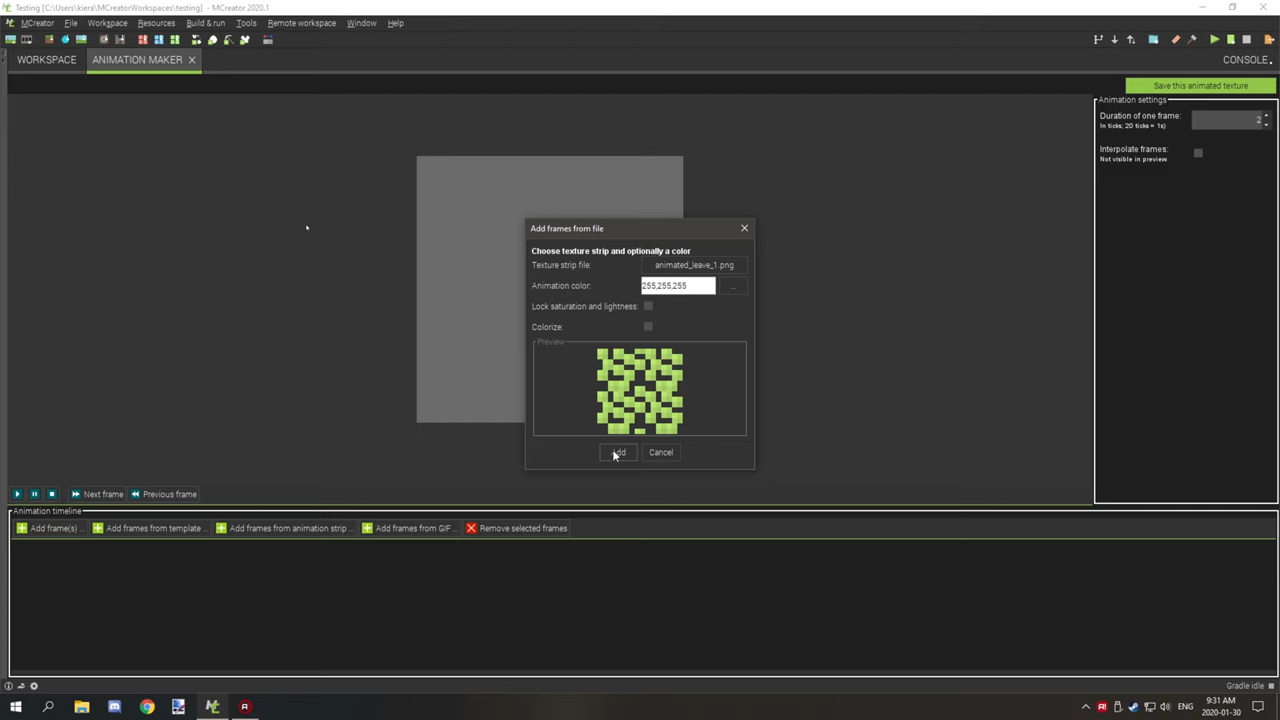 Testing [C:\Users\kiera\MCreatorWorkspaces\testing] - MCreator 2020.1
MCreator File Workspace Resources Build & run Tools Remote workspace Window Help
WORKSPACE ANIMATION MAKER CONSOLE
Save this animated texture
Animation settings
Duration of one frame: 2
In ticks; 20 ticks = 1s)
Interpolate frames:
Not visible in preview
Add frames from file
Choose texture strip and optionally a color
Texture strip file: animated_leave_1.png
Animation color: 255,255,255 ...
Lock saturation and lightness:
Colorize:
Preview
Add Cancel
Next frame Previous frame
Animation timeline
Add frame(s) ... Add frames from template ... Add frames from animation strip ... Add frames from GIF ... Remove selected frames
Gradle idle
ENG 9:31 AM
2020-01-30